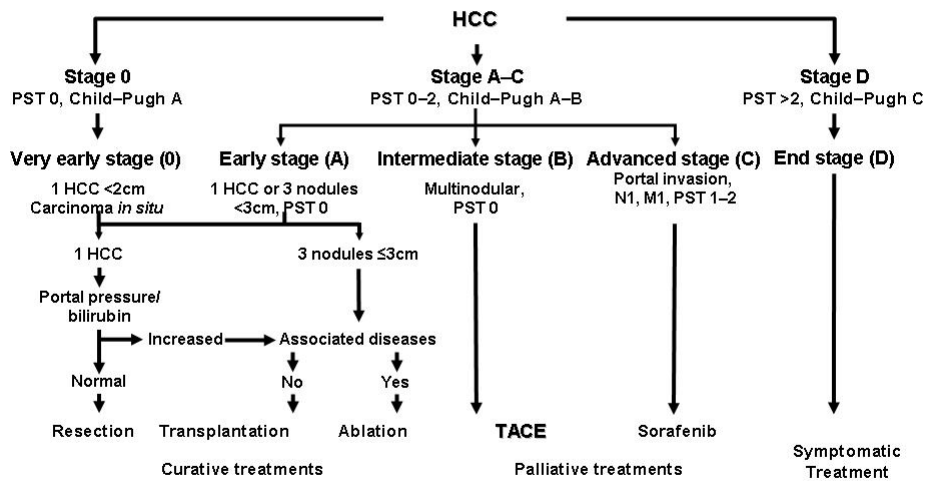 HCC
Stage 0
PST 0, Child–Pugh A
Stage A–C
PST 0–2, Child–Pugh A–B
Stage D
PST >2, Child–Pugh C
Very early stage (0)
1 HCC <2cm
Carcinoma in situ
Early stage (A)
1 HCC or 3 nodules
<3cm, PST 0
Intermediate stage (B)
Multinodular,
PST 0
Advanced stage (C)
Portal invasion,
N1, M1, PST 1–2
End stage (D)
1 HCC
3 nodules ≤3cm
Portal pressure/
bilirubin
Increased
Associated diseases
Normal
No
Yes
Resection
Transplantation
Ablation
TACE
Sorafenib
Symptomatic
Treatment
Curative treatments
Palliative treatments